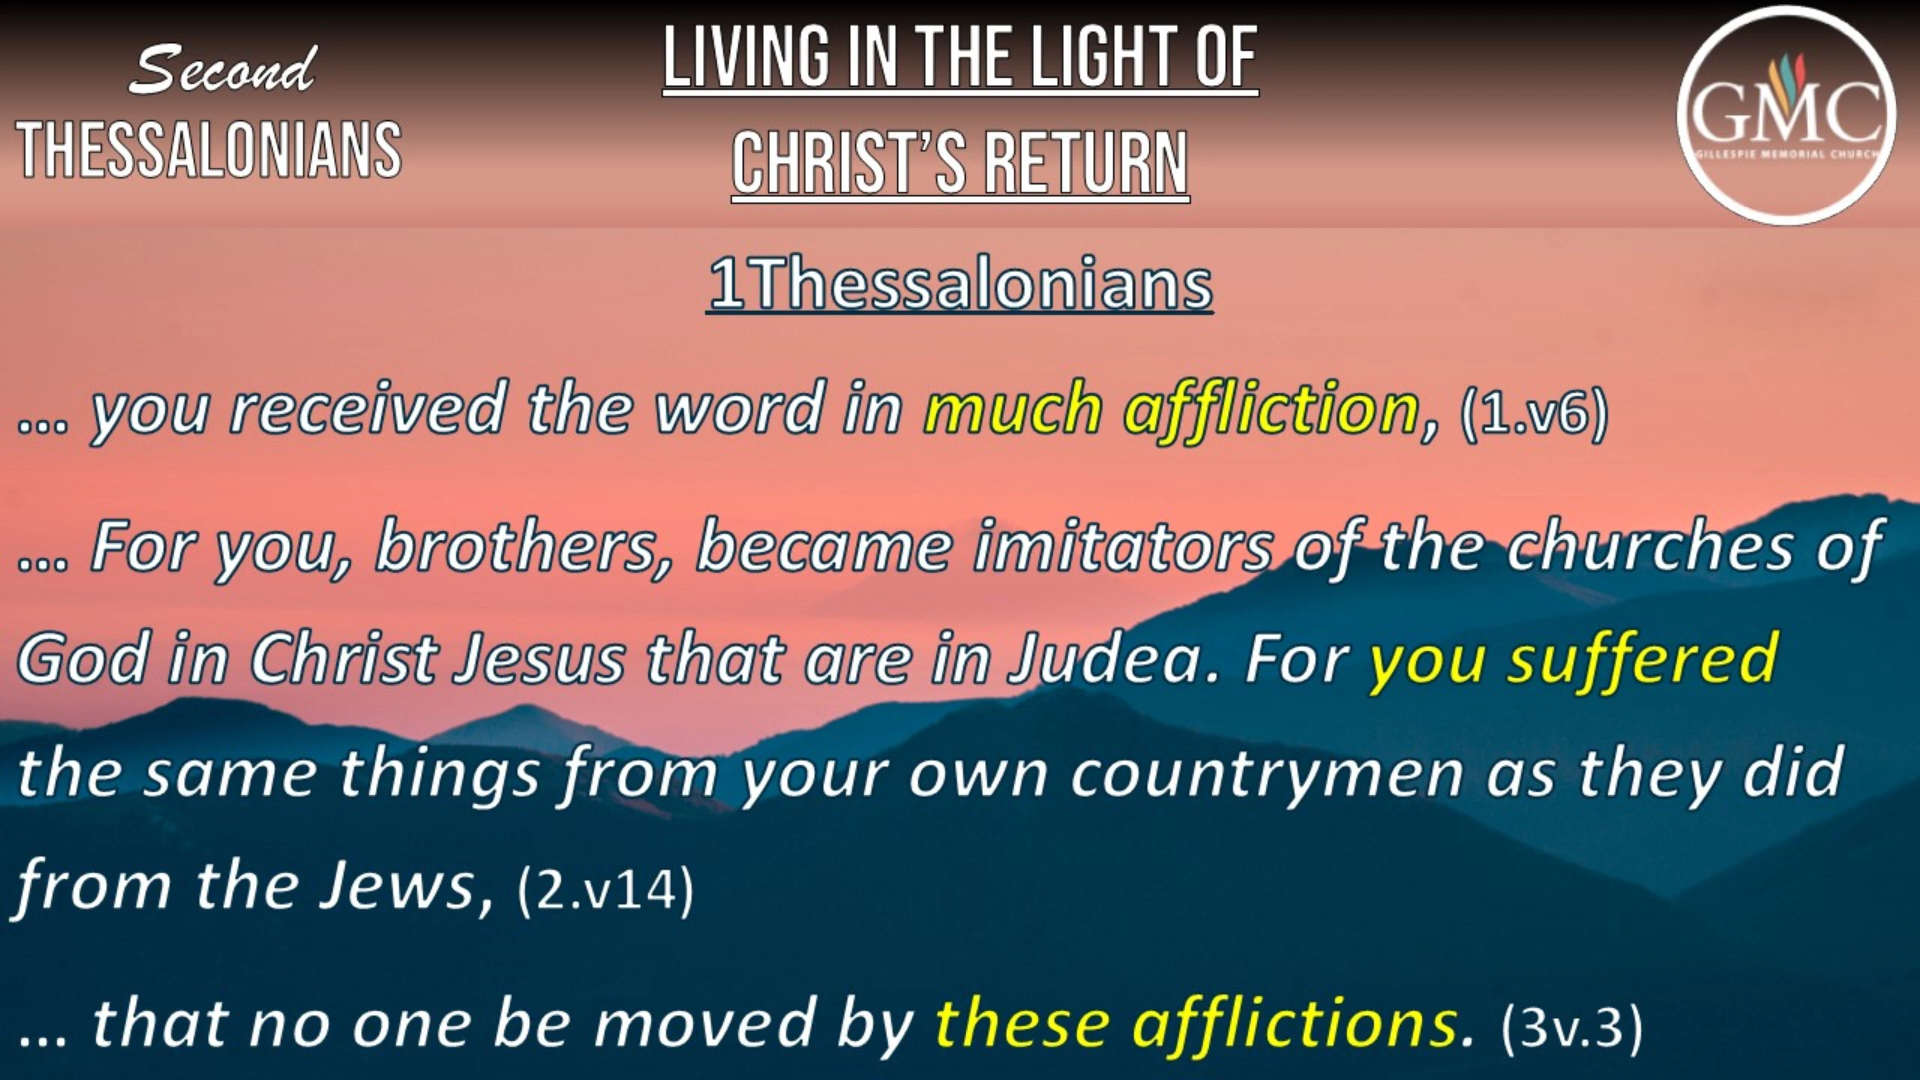 Second
THESSALONIANS
LIVING IN THE LIGHT OF
CHRIST’S RETURN
GMC
GILLESPIE MEMORIAL CHURCH
1Thessalonians
... you received the word in much affliction, (1.v6)
... For you, brothers, became imitators of the churches of
God in Christ Jesus that are in Judea. For you suffered
the same things from your own countrymen as they did
from the Jews, (2.v14)
... that no one be moved by these afflictions. (3v.3)